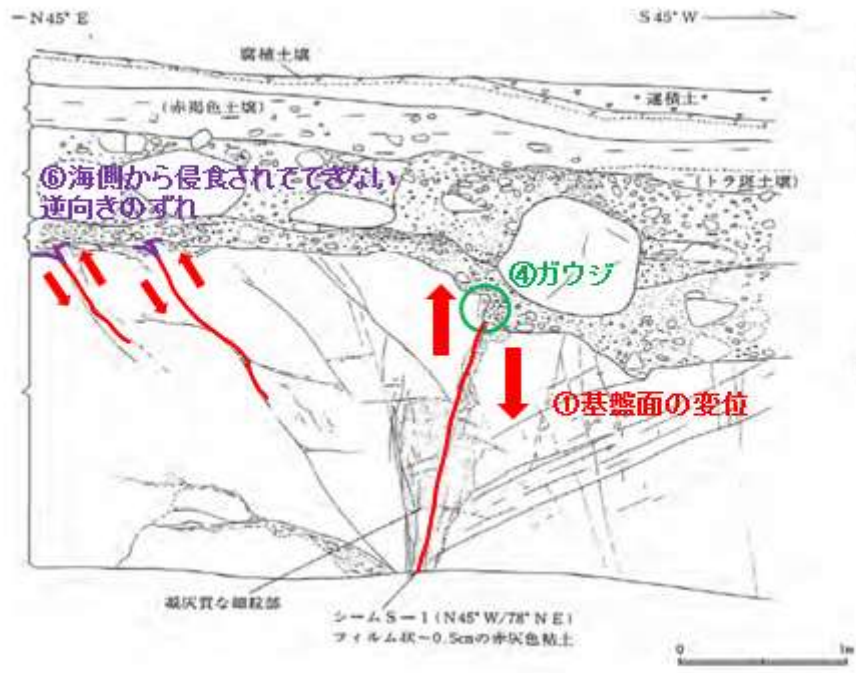 N45°E
S45°W
腐植土壌
(赤褐色土壌)
運積土
(トラ斑土壌)
⑥海側から侵食されてできない
逆向きのずれ
④ガウジ
①基盤面の変位
凝灰質な細粒部
シームS-1(N45°W/78°NE)
フィルム状~0.5cmの赤灰色粘土
0
1m